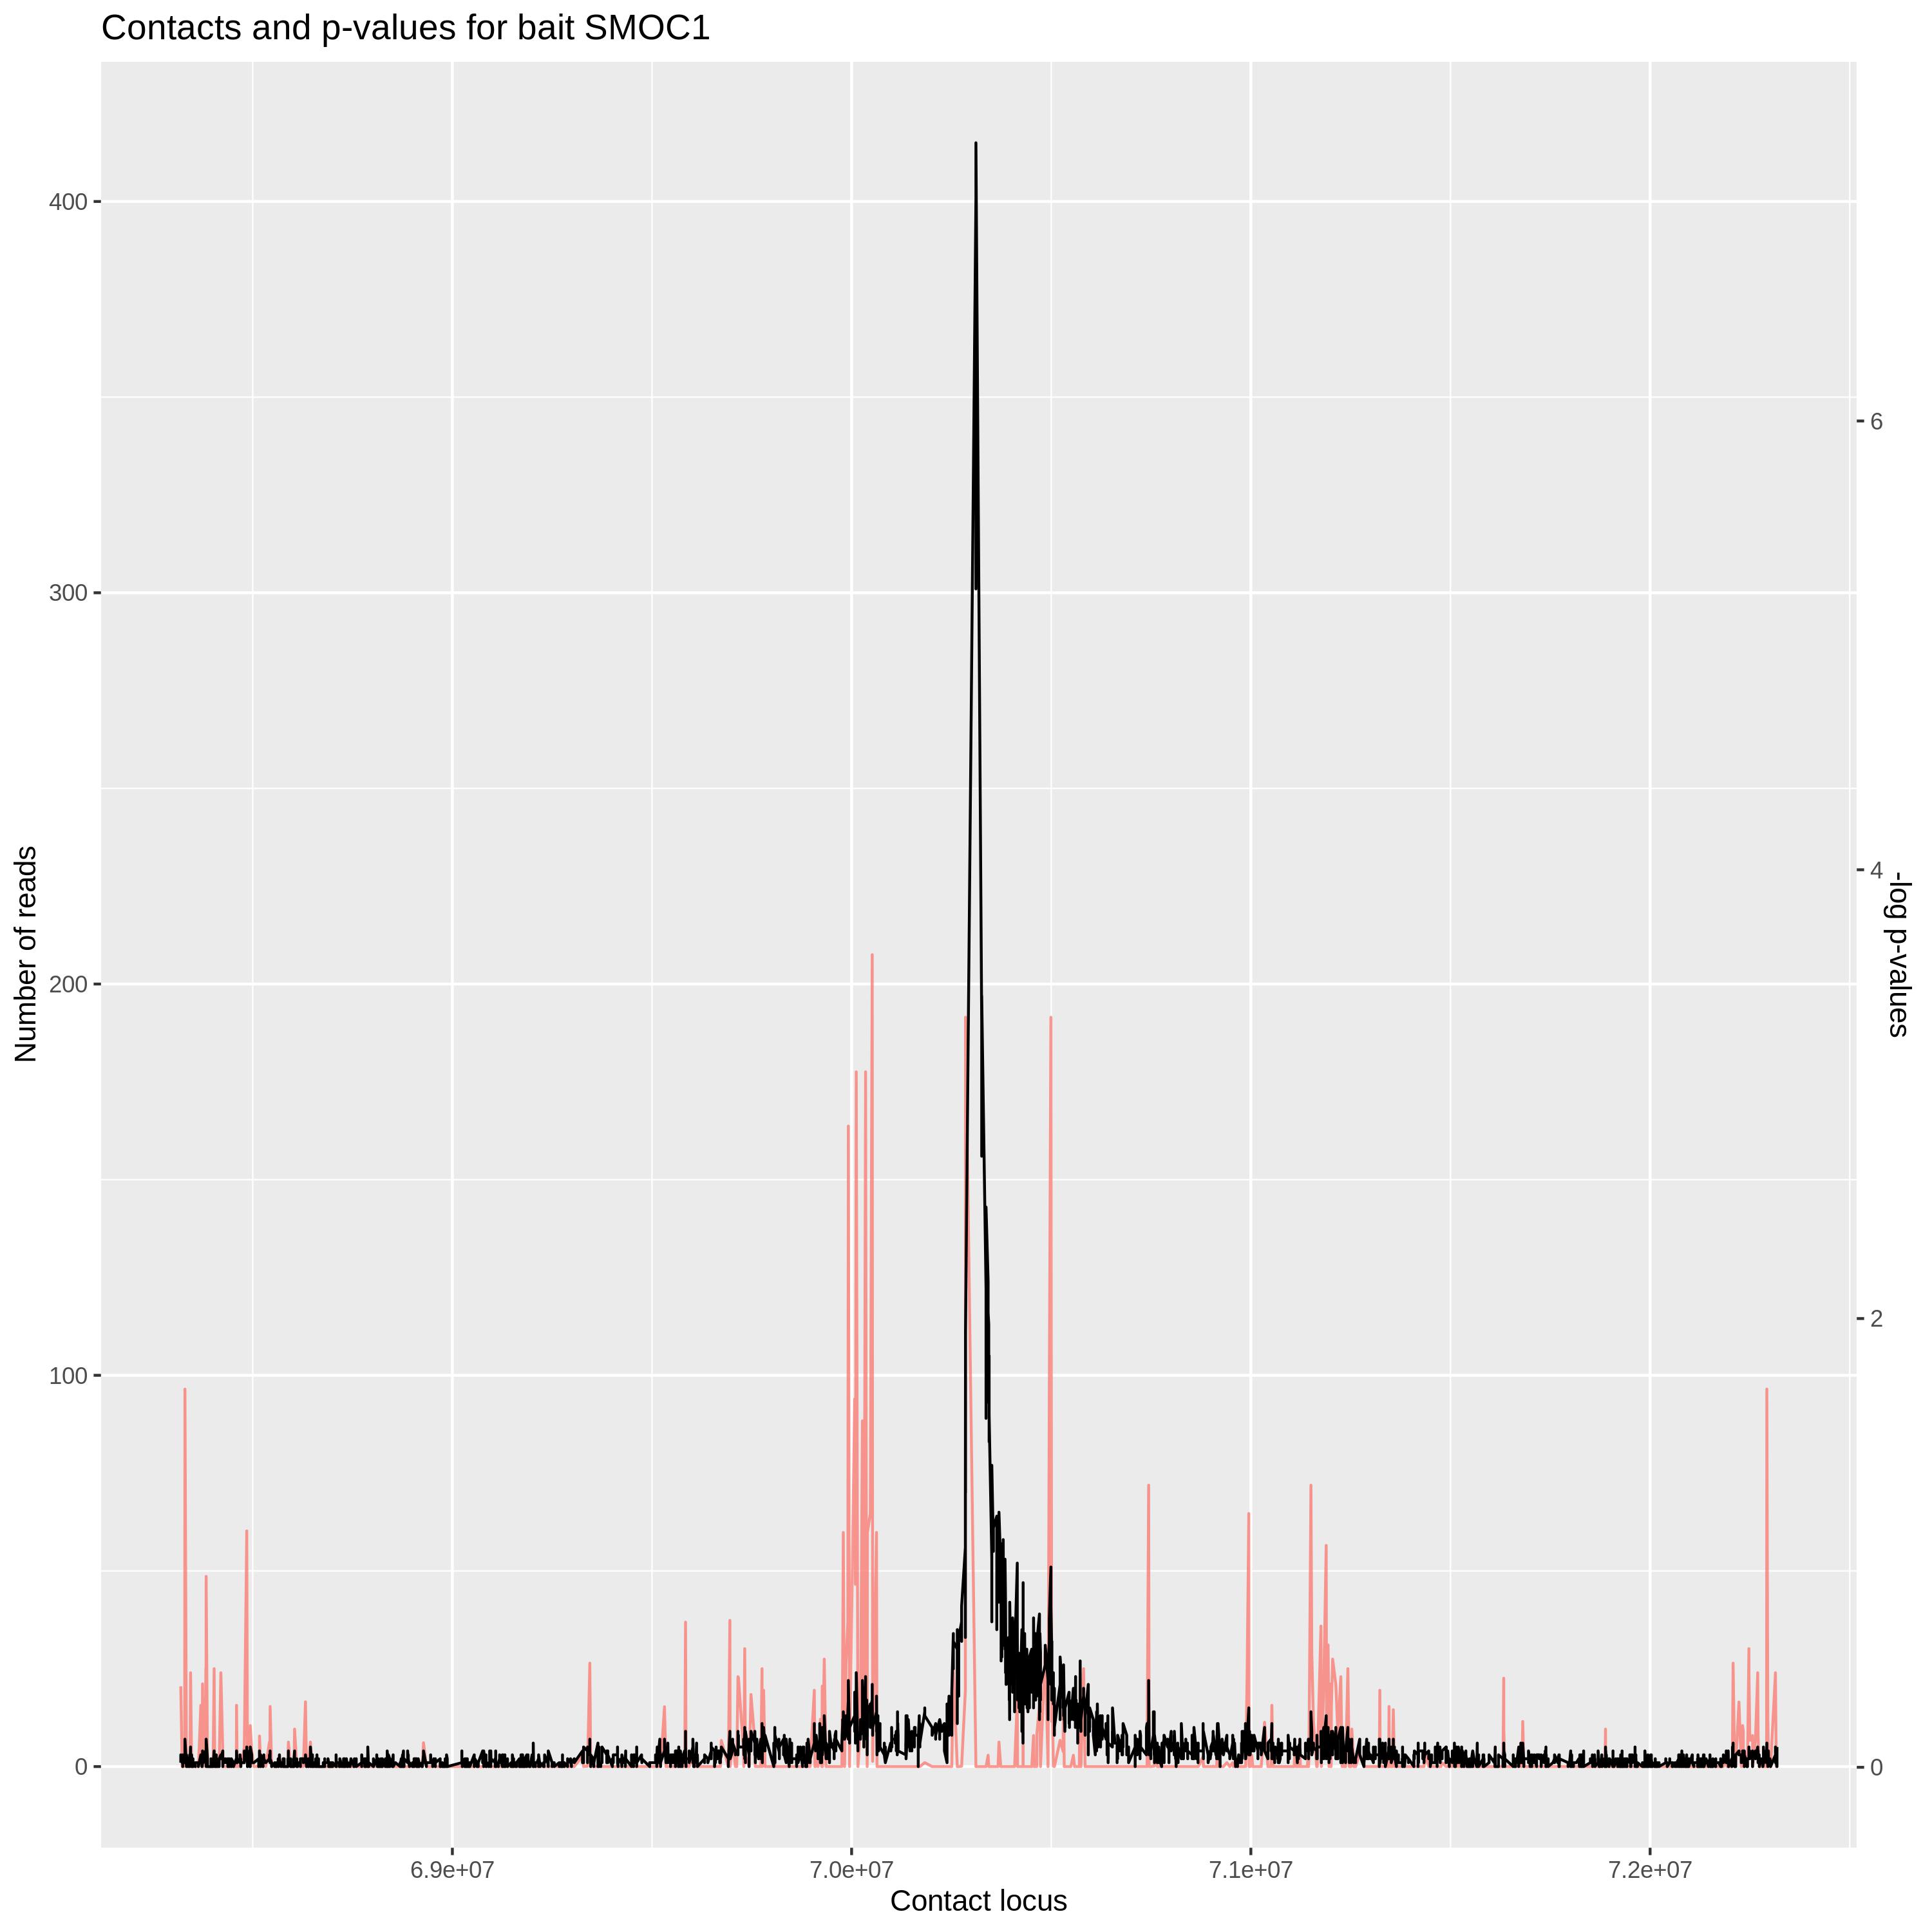 Contacts and p-values for bait SMOC1
400
300
200
100
0
Number of reads
6
4
2
0
-log p-values
6.9e+07 7.0e+07 7.1e+07 7.2e+07
Contact locus